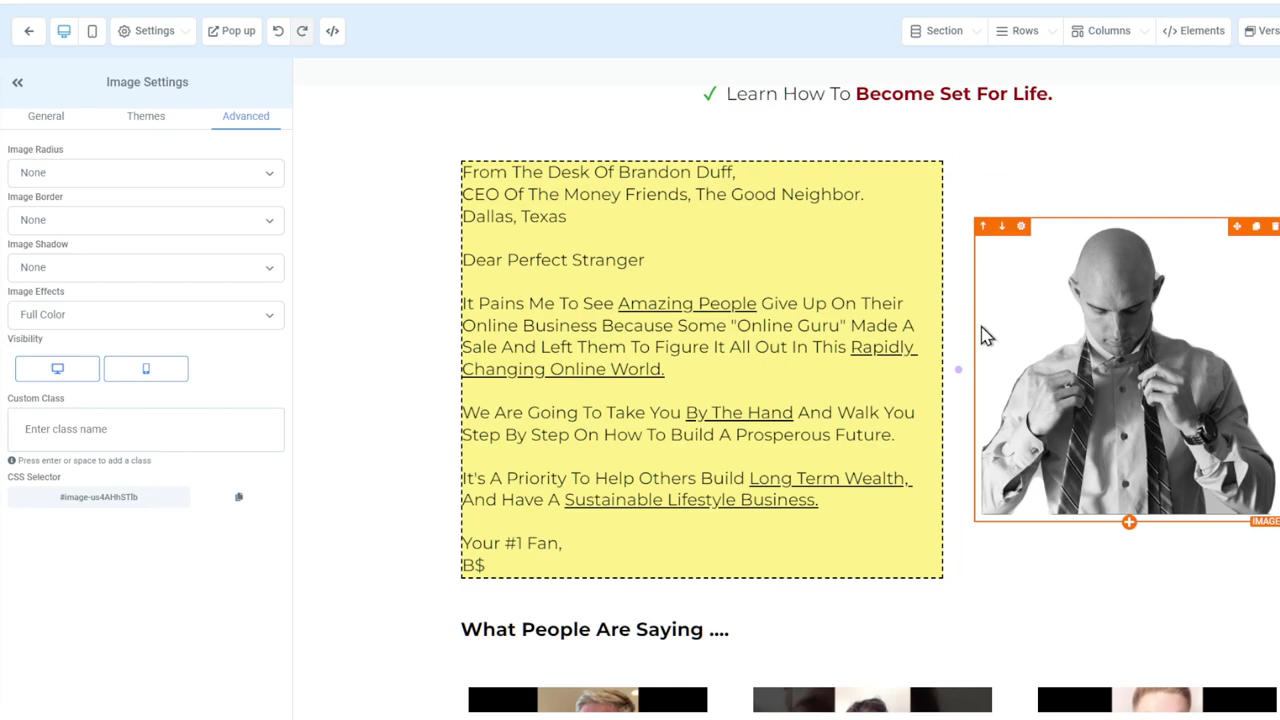 Settings
Pop up
Section
Rows
Columns
</> Elements
Vers
Image Settings
General
Themes
Advanced
Image Radius
None
Image Border
None
Image Shadow
None
Image Effects
Full Color
Visibility
Custom Class
Enter class name
Press enter or space to add a class
CSS Selector
#image-us4AHhSTlb
✓ Learn How To Become Set For Life.
From The Desk Of Brandon Duff,
CEO Of The Money Friends, The Good Neighbor.
Dallas, Texas
Dear Perfect Stranger
It Pains Me To See Amazing People Give Up On Their
Online Business Because Some "Online Guru" Made A
Sale And Left Them To Figure It All Out In This Rapidly
Changing Online World.
We Are Going To Take You By The Hand And Walk You
Step By Step On How To Build A Prosperous Future.
It's A Priority To Help Others Build Long Term Wealth,
And Have A Sustainable Lifestyle Business.
Your #1 Fan,
B$
IMAGE
What People Are Saying ....